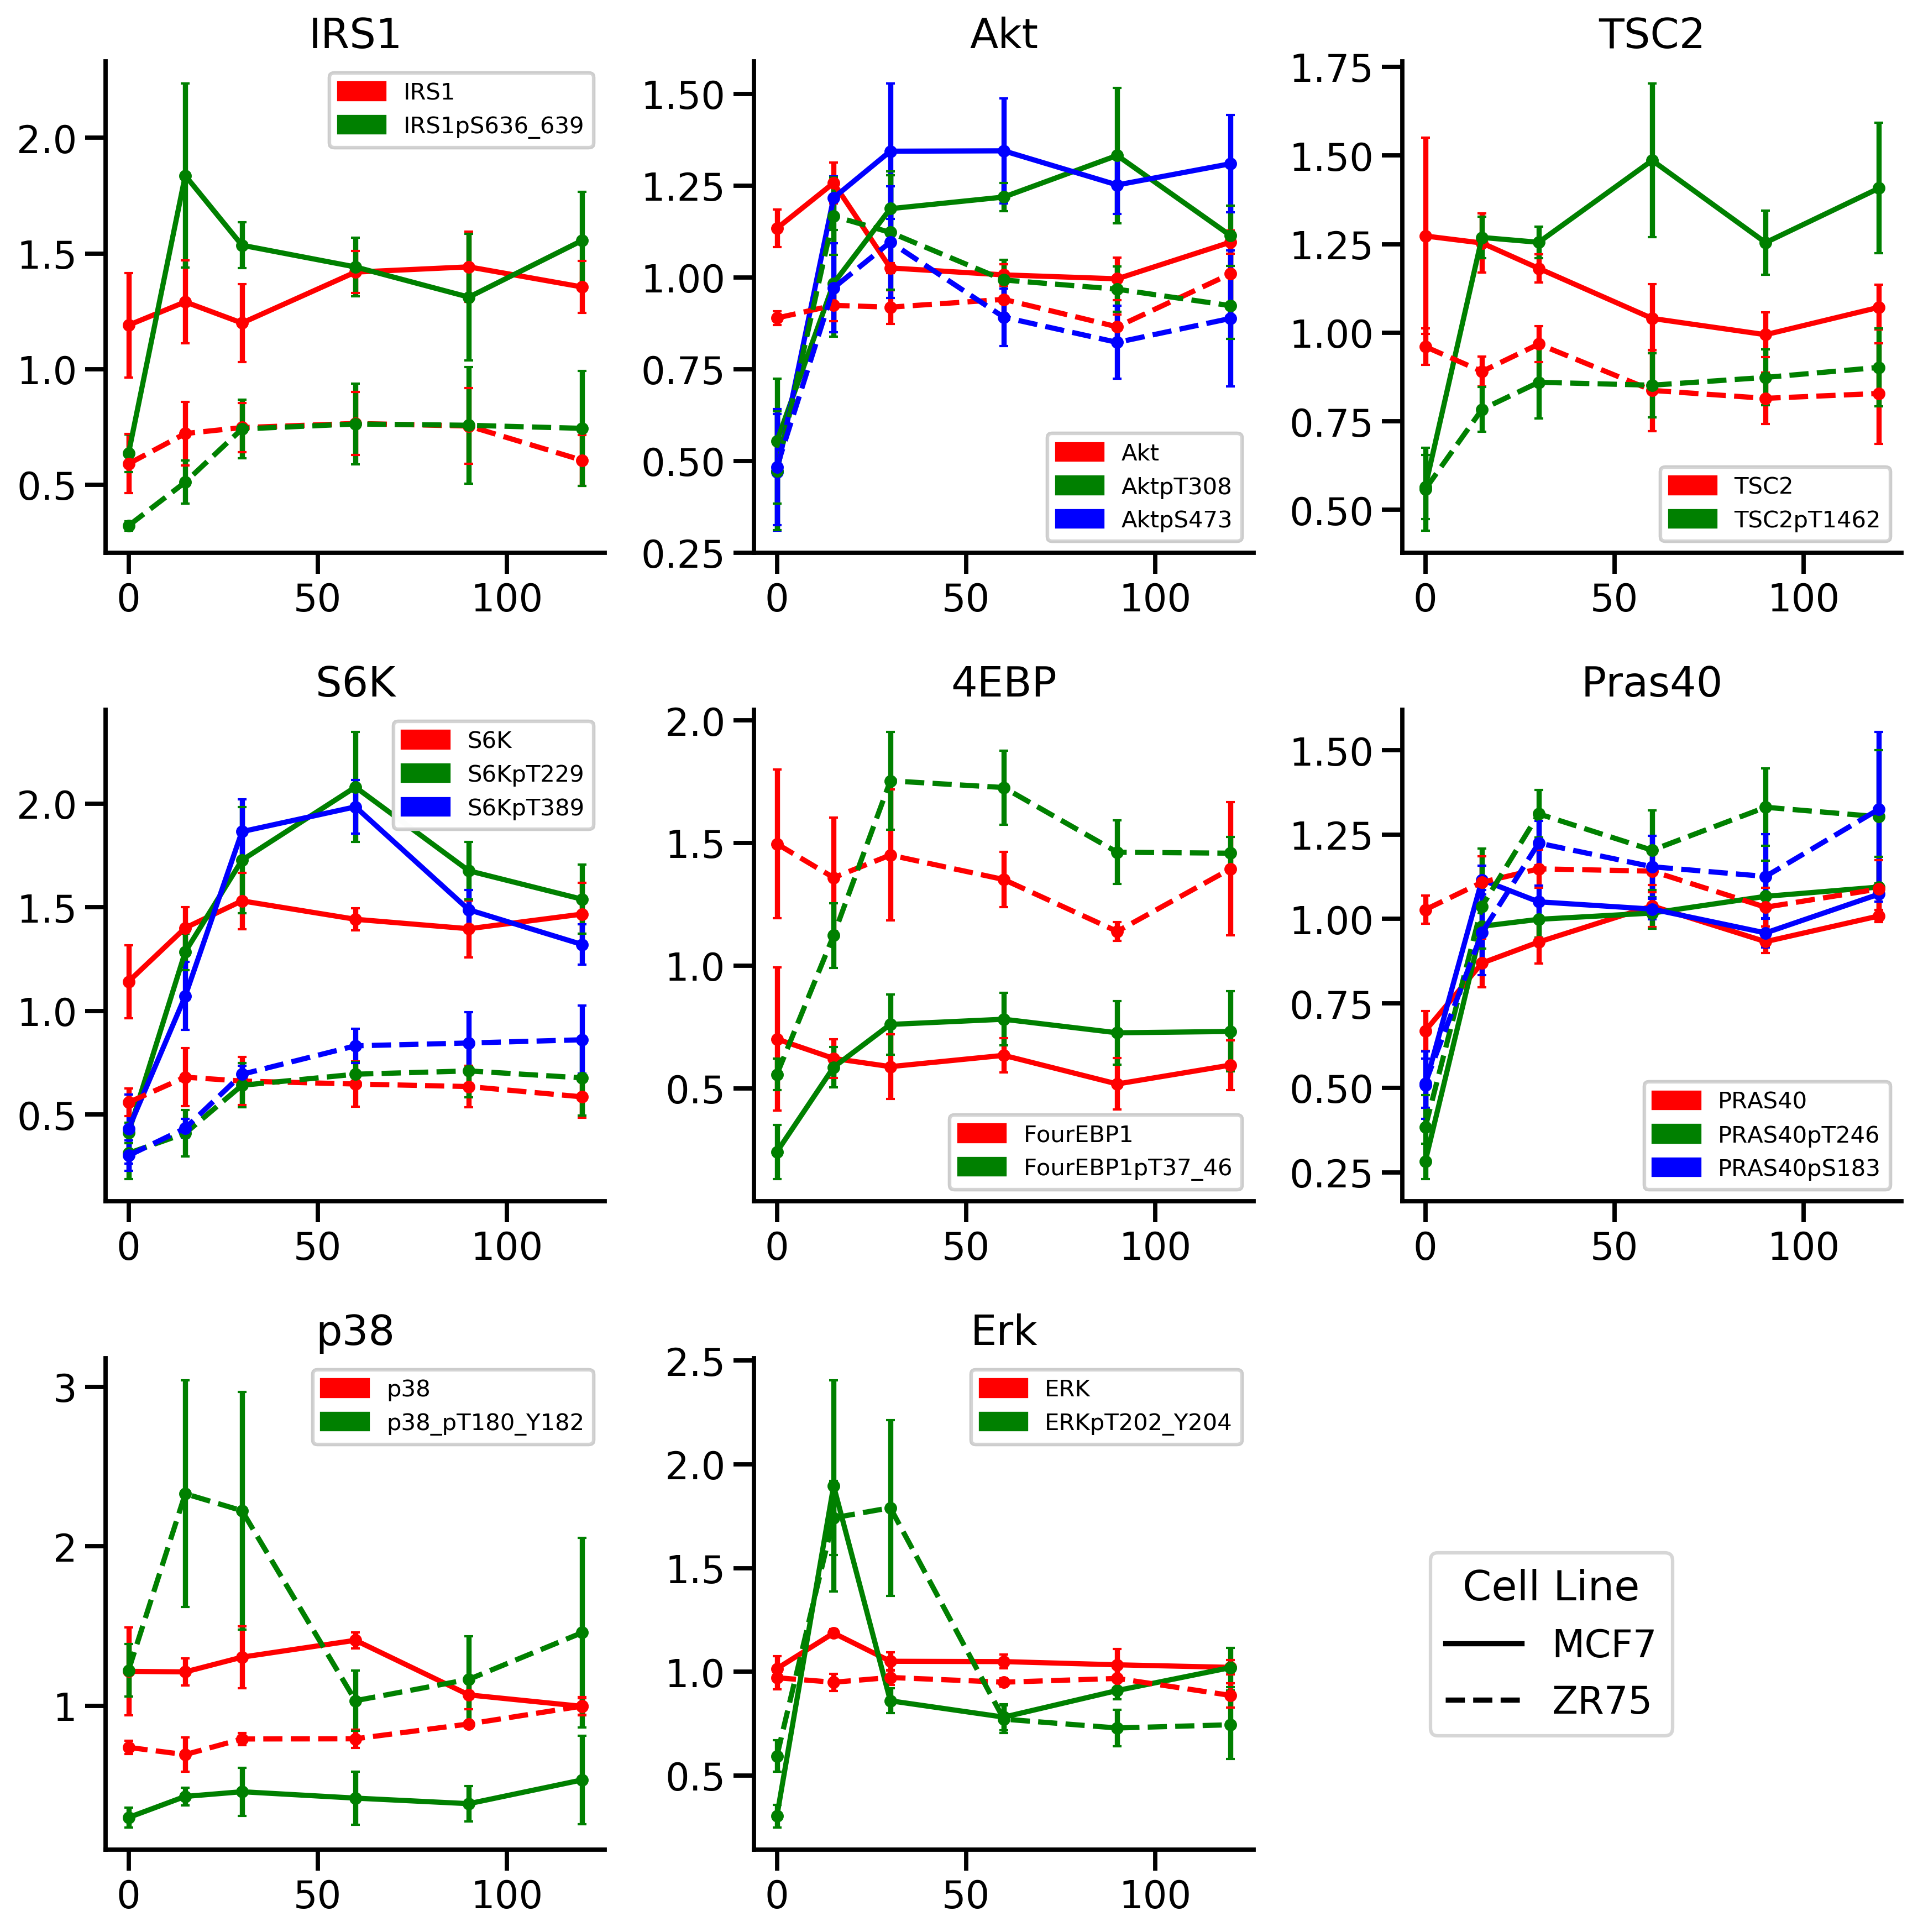 IRS1
2.0
1.5
1.0
0.5
0
50
100
IRS1
IRS1pS636_639
Akt
1.50
1.25
1.00
0.75
0.50
0.25
0
50
100
Akt
AktpT308
AktpS473
TSC2
1.75
1.50
1.25
1.00
0.75
0.50
0
50
100
TSC2
TSC2pT1462
S6K
2.0
1.5
1.0
0.5
0
50
100
S6K
S6KpT229
S6KpT389
4EBP
2.0
1.5
1.0
0.5
0
50
100
FourEBP1
FourEBP1pT37_46
Pras40
1.50
1.25
1.00
0.75
0.50
0.25
0
50
100
PRAS40
PRAS40pT246
PRAS40pS183
p38
3
2
1
0
50
100
p38
p38_pT180_Y182
Erk
2.5
2.0
1.5
1.0
0.5
0
50
100
ERK
ERKpT202_Y204
Cell Line
MCF7
ZR75